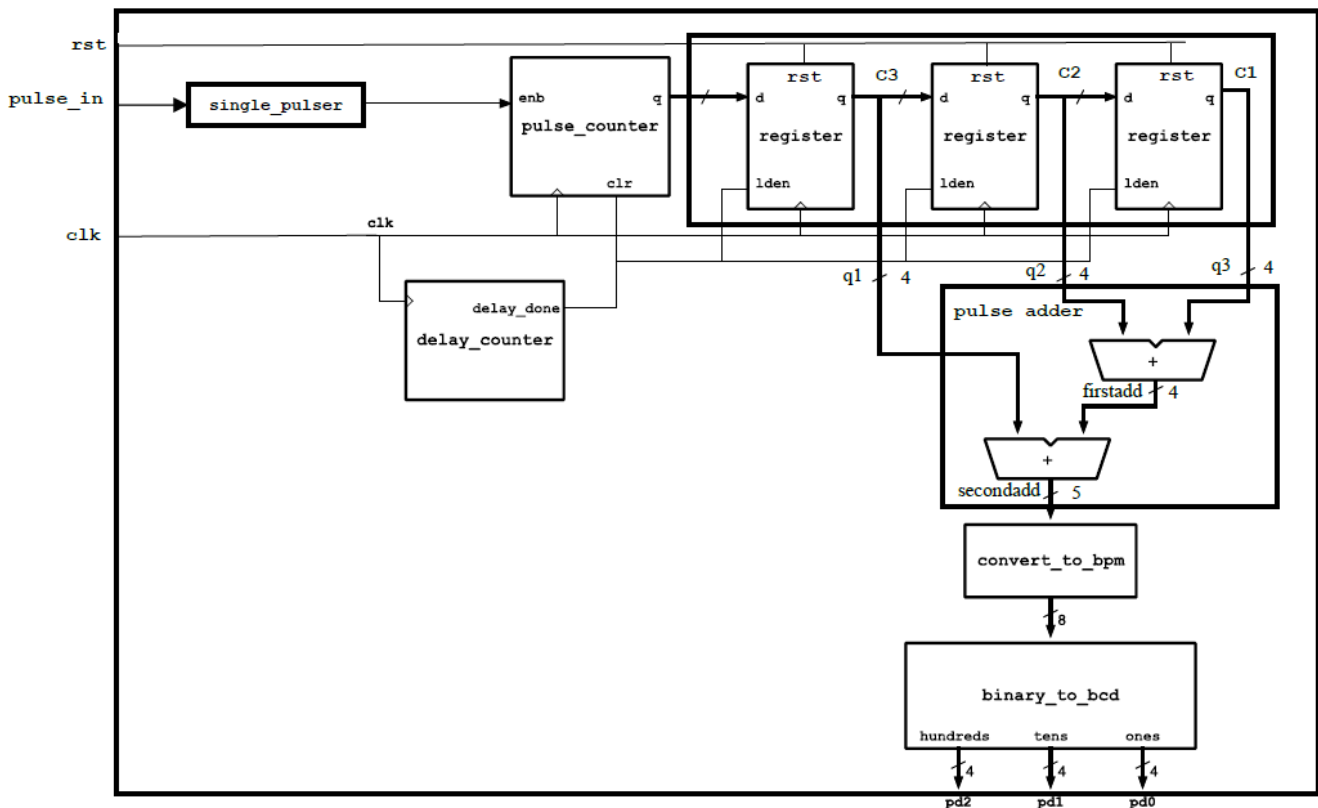 rst
pulse_in
clk
single_pulser
enb q
pulse_counter
clr
rst
d q
register
lden
C3
rst
d q
register
lden
C2
rst
d q
register
lden
C1
clk
delay_done
delay_counter
q1 4
q2 4
q3 4
pulse adder
+
firstadd 4
+
secondadd 5
convert_to_bpm
8
binary_to_bcd
hundreds tens ones
4 4 4
pd2 pd1 pd0